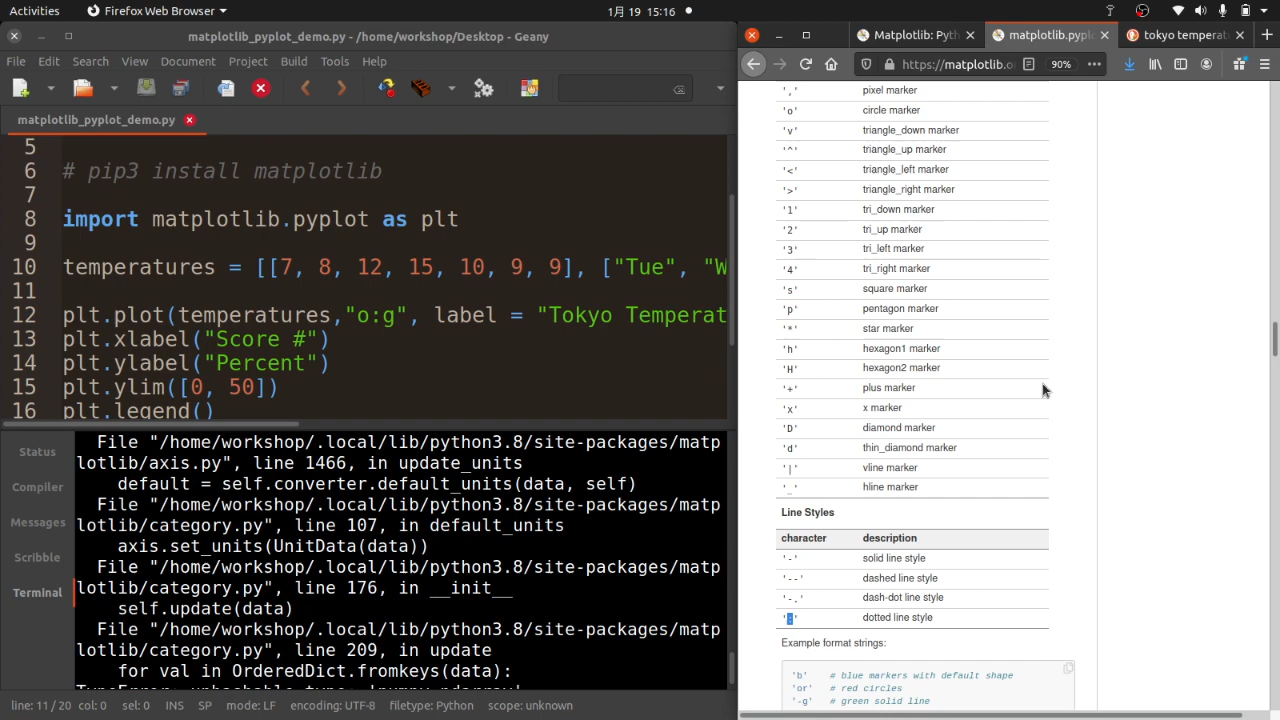 Activities
Firefox Web Browser
1月 19 15:16
matplotlib_pyplot_demo.py - /home/workshop/Desktop - Geany
File Edit Search View Document Project Build Tools Help
matplotlib_pyplot_demo.py
5
6 # pip3 install matplotlib
7
8 import matplotlib.pyplot as plt
9
10 temperatures = [[7, 8, 12, 15, 10, 9, 9], ["Tue", "W
11
12 plt.plot(temperatures,"o:g", label = "Tokyo Temperat
13 plt.xlabel("Score #")
14 plt.ylabel("Percent")
15 plt.ylim([0, 50])
16 plt.legend()
Status
Compiler
Messages
Scribble
Terminal
File "/home/workshop/.local/lib/python3.8/site-packages/matp
lotlib/axis.py", line 1466, in update_units
default = self.converter.default_units(data, self)
File "/home/workshop/.local/lib/python3.8/site-packages/matp
lotlib/category.py", line 107, in default_units
axis.set_units(UnitData(data))
File "/home/workshop/.local/lib/python3.8/site-packages/matp
lotlib/category.py", line 176, in __init__
self.update(data)
File "/home/workshop/.local/lib/python3.8/site-packages/matp
lotlib/category.py", line 209, in update
for val in OrderedDict.fromkeys(data):
line: 11 / 20 col: 0 sel: 0 INS SP mode: LF encoding: UTF-8 filetype: Python scope: unknown
Matplotlib: Pyth
matplotlib.pypl
tokyo temperat
https://matplotlib.o
90%
',' pixel marker
'o' circle marker
'v' triangle_down marker
'^' triangle_up marker
'<' triangle_left marker
'>' triangle_right marker
'1' tri_down marker
'2' tri_up marker
'3' tri_left marker
'4' tri_right marker
's' square marker
'p' pentagon marker
'*' star marker
'h' hexagon1 marker
'H' hexagon2 marker
'+' plus marker
'x' x marker
'D' diamond marker
'd' thin_diamond marker
'|' vline marker
'_' hline marker
Line Styles
character description
'-' solid line style
'--' dashed line style
'-.' dash-dot line style
':' dotted line style
Example format strings:
'b' # blue markers with default shape
'or' # red circles
'-g' # green solid line